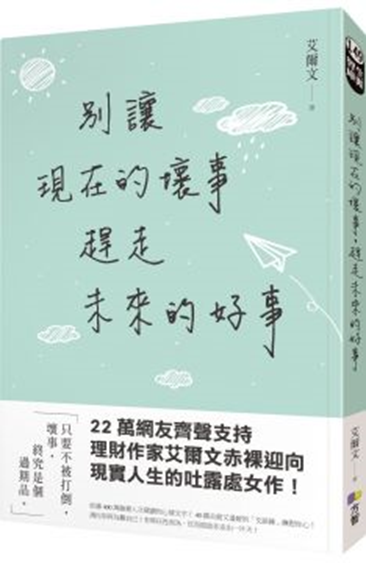 艾爾文
著
別讓
現在的壞事
趕走
未來的好事
「只要不被打倒，
壞事，
終究是個
過期品。」
22 萬網友齊聲支持
理財作家艾爾文赤裸迎向
現實人生的吐露處女作！
別讓現在的壞事，趕走未來的好事
艾爾文
方智